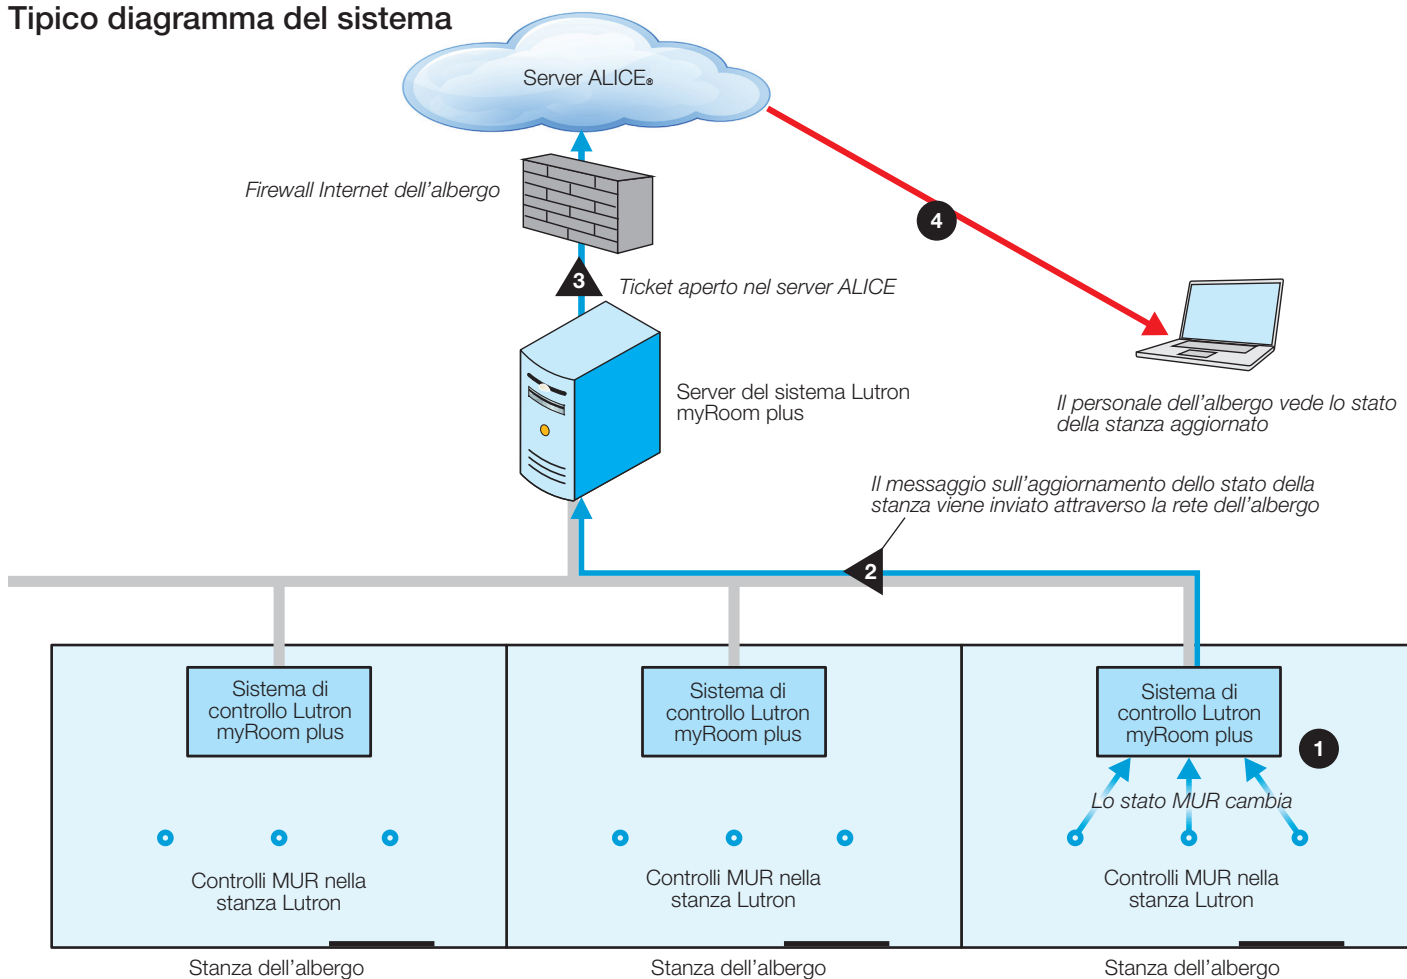 Tipico diagramma del sistema
Server ALICE®
Firewall Internet dell'albergo
4
3
Ticket aperto nel server ALICE
Server del sistema Lutron
myRoom plus
Il personale dell'albergo vede lo stato
della stanza aggiornato
Il messaggio sull'aggiornamento dello stato della
stanza viene inviato attraverso la rete dell'albergo
2
Sistema di
controllo Lutron
myRoom plus
Sistema di
controllo Lutron
myRoom plus
Sistema di
controllo Lutron
myRoom plus
1
Lo stato MUR cambia
Controlli MUR nella
stanza Lutron
Controlli MUR nella
stanza Lutron
Controlli MUR nella
stanza Lutron
Stanza dell'albergo
Stanza dell'albergo
Stanza dell'albergo